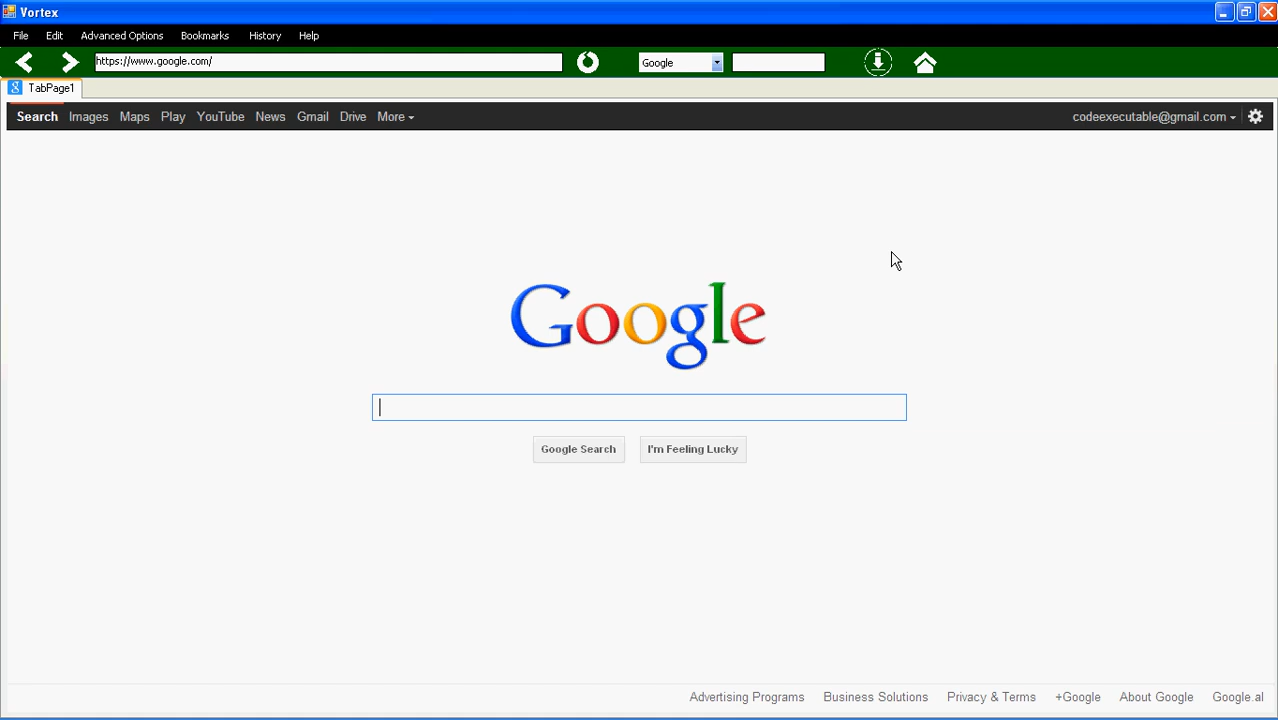 Vortex
File Edit Advanced Options Bookmarks History Help
https://www.google.com/ Google
TabPage1
Search Images Maps Play YouTube News Gmail Drive More codeexecutable@gmail.com
Google
Google Search I'm Feeling Lucky
Advertising Programs Business Solutions Privacy & Terms +Google About Google Google.al